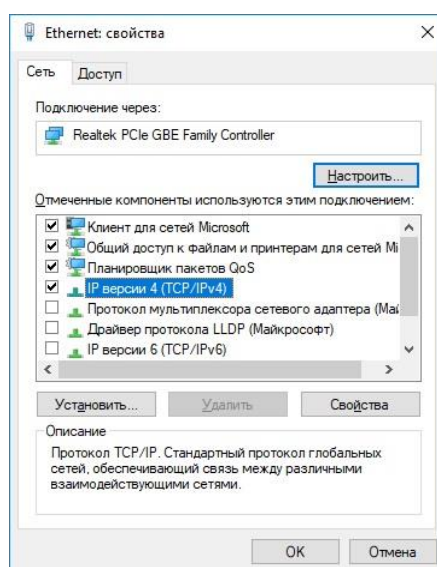 Ethernet: свойства
Сеть Доступ
Подключение через:
Realtek PCIe GBE Family Controller
Настроить...
Отмеченные компоненты используются этим подключением:
Клиент для сетей Microsoft
Общий доступ к файлам и принтерам для сетей Mi
Планировщик пакетов QoS
IP версии 4 (TCP/IPv4)
Протокол мультиплексора сетевого адаптера (Май
Драйвер протокола LLDP (Майкрософт)
IP версии 6 (TCP/IPv6)
Установить... Удалить Свойства
Описание
Протокол TCP/IP. Стандартный протокол глобальных
сетей, обеспечивающий связь между различными
взаимодействующими сетями.
OK Отмена